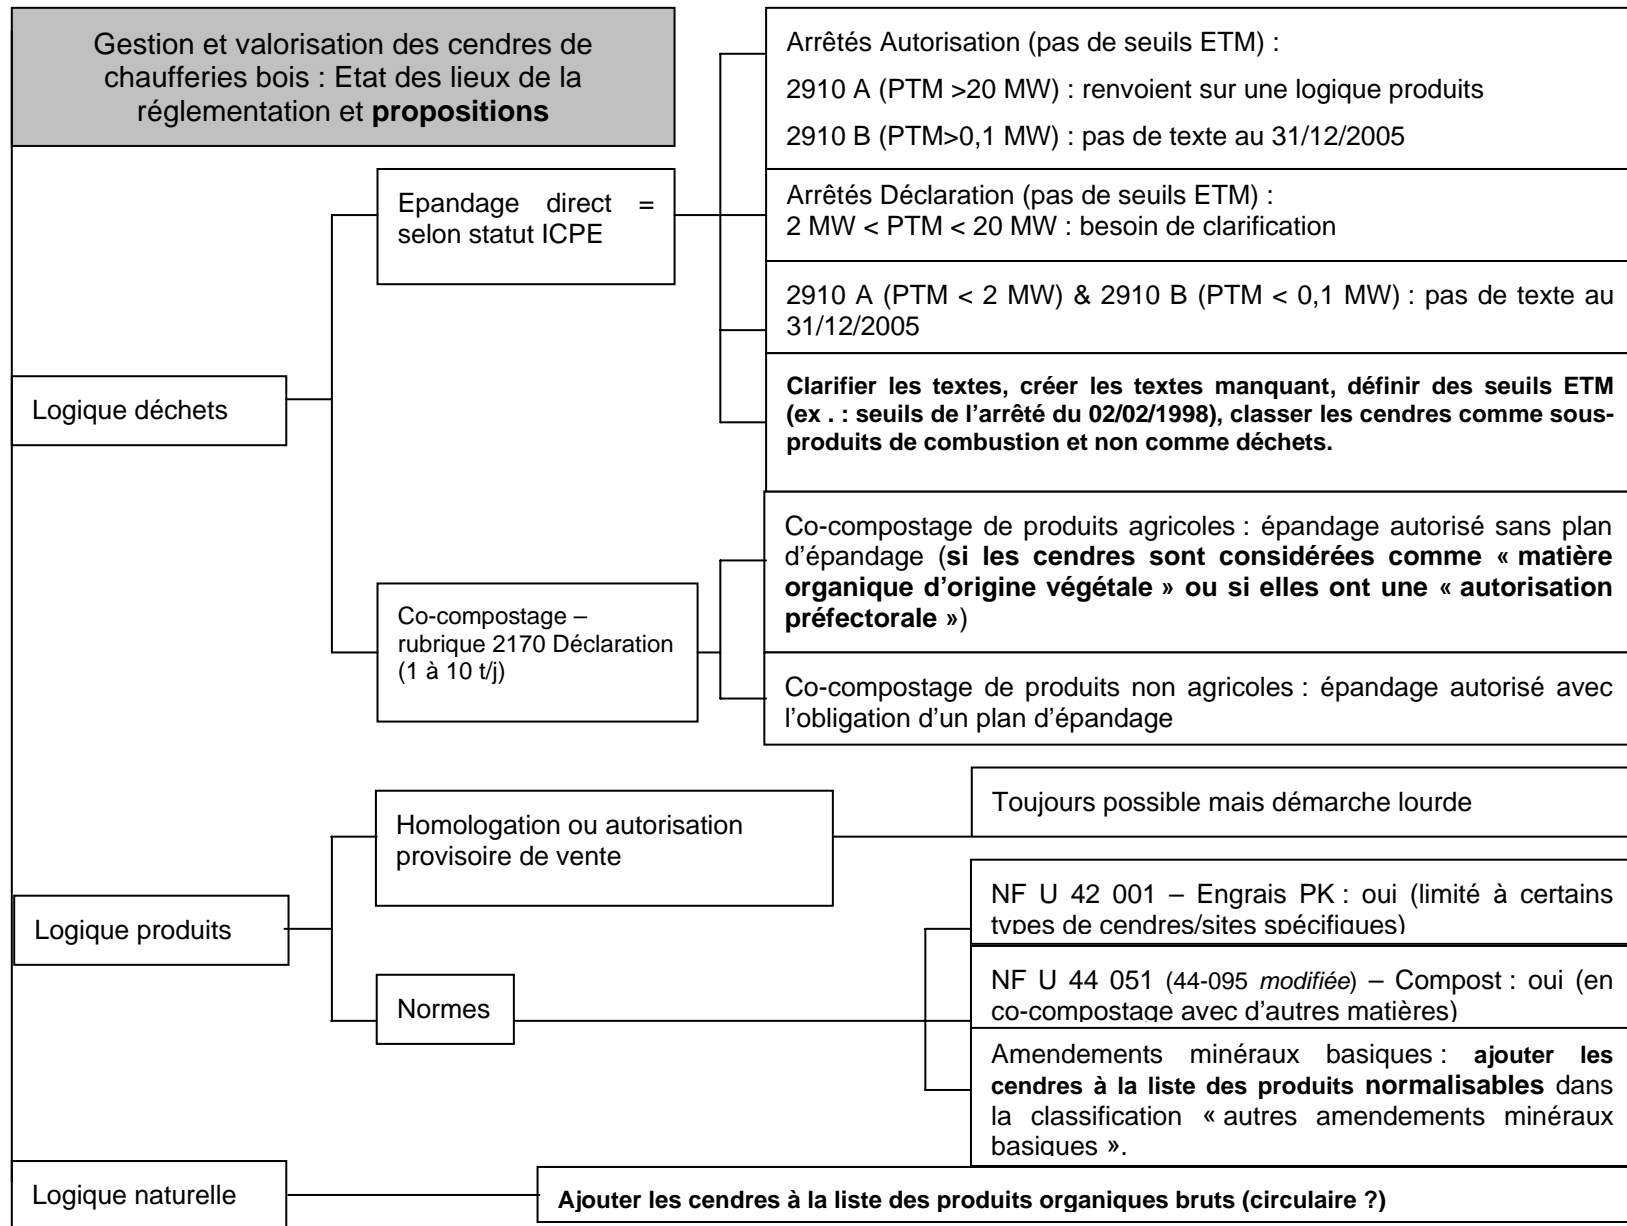 Gestion et valorisation des cendres de
chaufferies bois : Etat des lieux de la
réglementation et propositions
Arrêtés Autorisation (pas de seuils ETM) :
2910 A (PTM >20 MW) : renvoient sur une logique produits
2910 B (PTM>0,1 MW) : pas de texte au 31/12/2005
Epandage direct =
selon statut ICPE
Arrêtés Déclaration (pas de seuils ETM) :
2 MW < PTM < 20 MW : besoin de clarification
2910 A (PTM < 2 MW) & 2910 B (PTM < 0,1 MW) : pas de texte au
31/12/2005
Logique déchets
Clarifier les textes, créer les textes manquant, définir des seuils ETM
(ex . : seuils de l'arrêté du 02/02/1998), classer les cendres comme sous-
produits de combustion et non comme déchets.
Co-compostage –
rubrique 2170 Déclaration
(1 à 10 t/j)
Co-compostage de produits agricoles : épandage autorisé sans plan
d'épandage (si les cendres sont considérées comme « matière
organique d'origine végétale » ou si elles ont une « autorisation
préfectorale »)
Co-compostage de produits non agricoles : épandage autorisé avec
l'obligation d'un plan d'épandage
Homologation ou autorisation
provisoire de vente
Toujours possible mais démarche lourde
Logique produits
NF U 42 001 – Engrais PK : oui (limité à certains
types de cendres/sites spécifiques)
Normes
NF U 44 051 (44-095 modifiée) – Compost : oui (en
co-compostage avec d'autres matières)
Amendements minéraux basiques : ajouter les
cendres à la liste des produits normalisables dans
la classification « autres amendements minéraux
basiques ».
Logique naturelle
Ajouter les cendres à la liste des produits organiques bruts (circulaire ?)